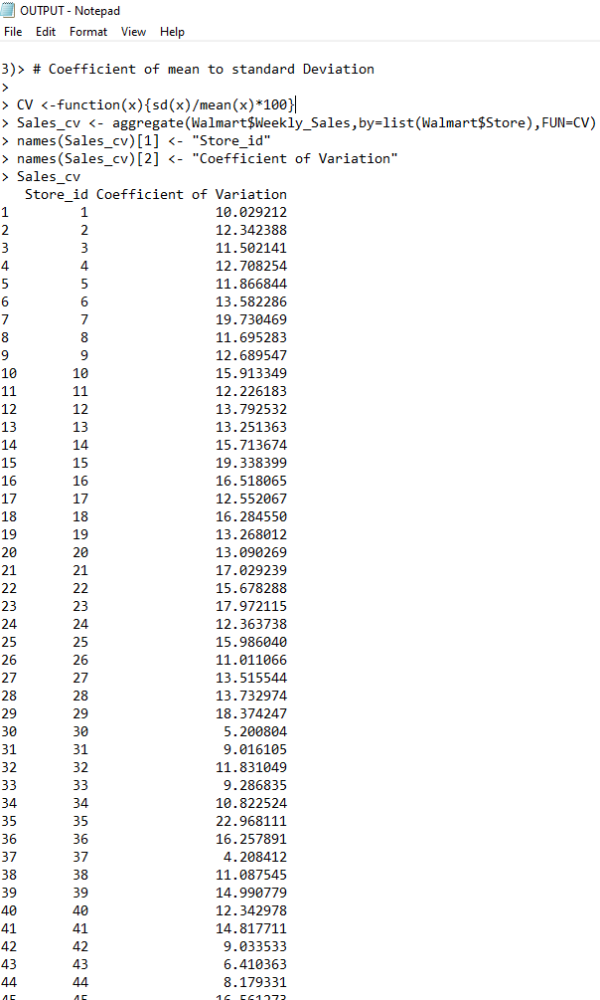 OUTPUT - Notepad
File Edit Format View Help
3)> # Coefficient of mean to standard Deviation
>
> CV <-function(x){sd(x)/mean(x)*100}
> Sales_cv <- aggregate(Walmart$Weekly_Sales,by=list(Walmart$Store),FUN=CV)
> names(Sales_cv)[1] <- "Store_id"
> names(Sales_cv)[2] <- "Coefficient of Variation"
> Sales_cv
Store_id Coefficient of Variation
1 1 10.029212
2 2 12.342388
3 3 11.502141
4 4 12.708254
5 5 11.866844
6 6 13.582286
7 7 19.730469
8 8 11.695283
9 9 12.689547
10 10 15.913349
11 11 12.226183
12 12 13.792532
13 13 13.251363
14 14 15.713674
15 15 19.338399
16 16 16.518065
17 17 12.552067
18 18 16.284550
19 19 13.268012
20 20 13.090269
21 21 17.029239
22 22 15.678288
23 23 17.972115
24 24 12.363738
25 25 15.986040
26 26 11.011066
27 27 13.515544
28 28 13.732974
29 29 18.374247
30 30 5.200804
31 31 9.016105
32 32 11.831049
33 33 9.286835
34 34 10.822524
35 35 22.968111
36 36 16.257891
37 37 4.208412
38 38 11.087545
39 39 14.990779
40 40 12.342978
41 41 14.817711
42 42 9.033533
43 43 6.410363
44 44 8.179331
45 45 16.561273